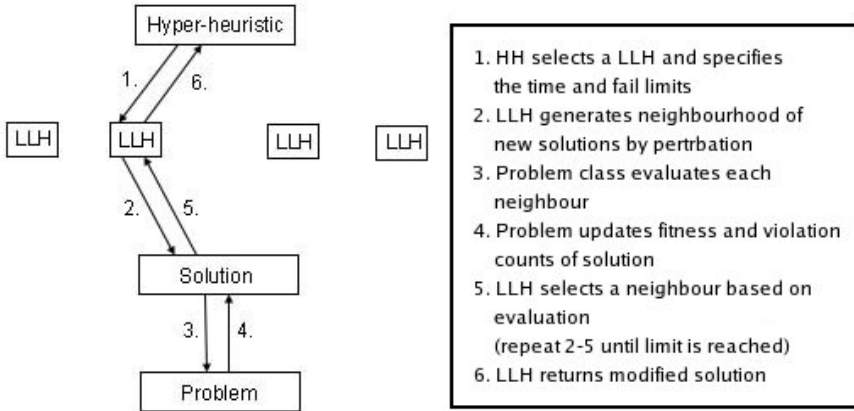 Hyper-heuristic
1.
6.
LLH
LLH
LLH
LLH
2.
5.
Solution
3.
4.
Problem
1. HH selects a LLH and specifies
the time and fail limits
2. LLH generates neighbourhood of
new solutions by pertrbation
3. Problem class evaluates each
neighbour
4. Problem updates fitness and violation
counts of solution
5. LLH selects a neighbour based on
evaluation
(repeat 2-5 until limit is reached)
6. LLH returns modified solution